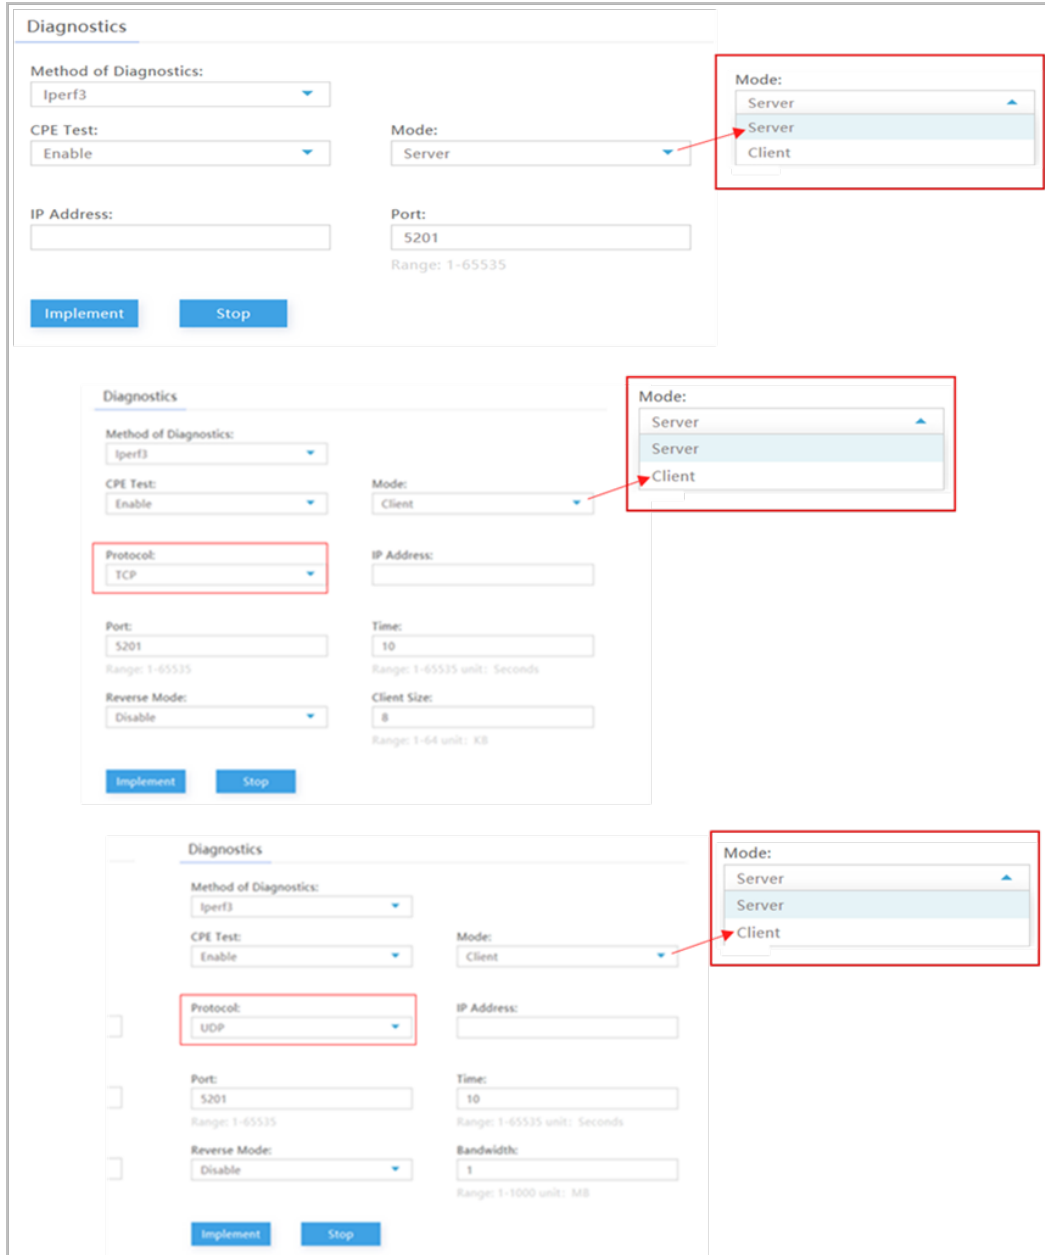 Diagnostics
Method of Diagnostics:
Iperf3
CPE Test: Mode:
Enable Server
IP Address: Port:
5201
Range: 1-65535
Implement Stop
Mode:
Server
Server
Client
Diagnostics
Method of Diagnostics:
Iperf3
CPE Test: Mode:
Enable Client
Protocol: IP Address:
TCP
Port: Time:
5201 10
Range: 1-65535 Range: 1-65535 unit: Seconds
Reverse Mode: Client Size:
Disable 8
Range: 1-64 unit: KB
Implement Stop
Mode:
Server
Server
Client
Diagnostics
Method of Diagnostics:
Iperf3
CPE Test: Mode:
Enable Client
Protocol: IP Address:
UDP
Port: Time:
5201 10
Range: 1-65535 Range: 1-65535 unit: Seconds
Reverse Mode: Bandwidth:
Disable 1
Range: 1-1000 unit: MB
Implement Stop
Mode:
Server
Server
Client